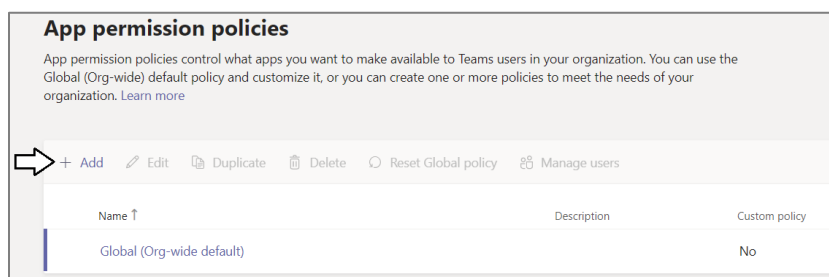 App permission policies
App permission policies control what apps you want to make available to Teams users in your organization. You can use the
Global (Org-wide) default policy and customize it, or you can create one or more policies to meet the needs of your
organization. Learn more
+ Add Edit Duplicate Delete Reset Global policy Manage users
Name ↑ Description Custom policy
Global (Org-wide default) No